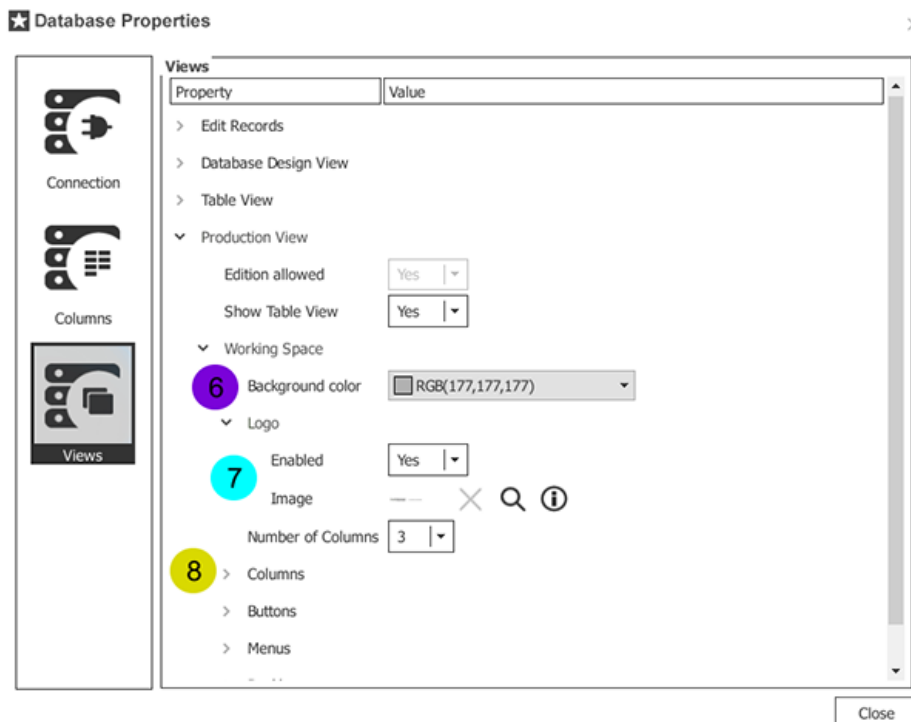 Database Properties
Views
Property Value
Edit Records
Database Design View
Table View
Production View
Edition allowed Yes
Show Table View Yes
Working Space
6 Background color RGB(177,177,177)
Logo
7
Enabled Yes
Image
Number of Columns 3
8 Columns
Buttons
Menus
Connection
Columns
Views
Close